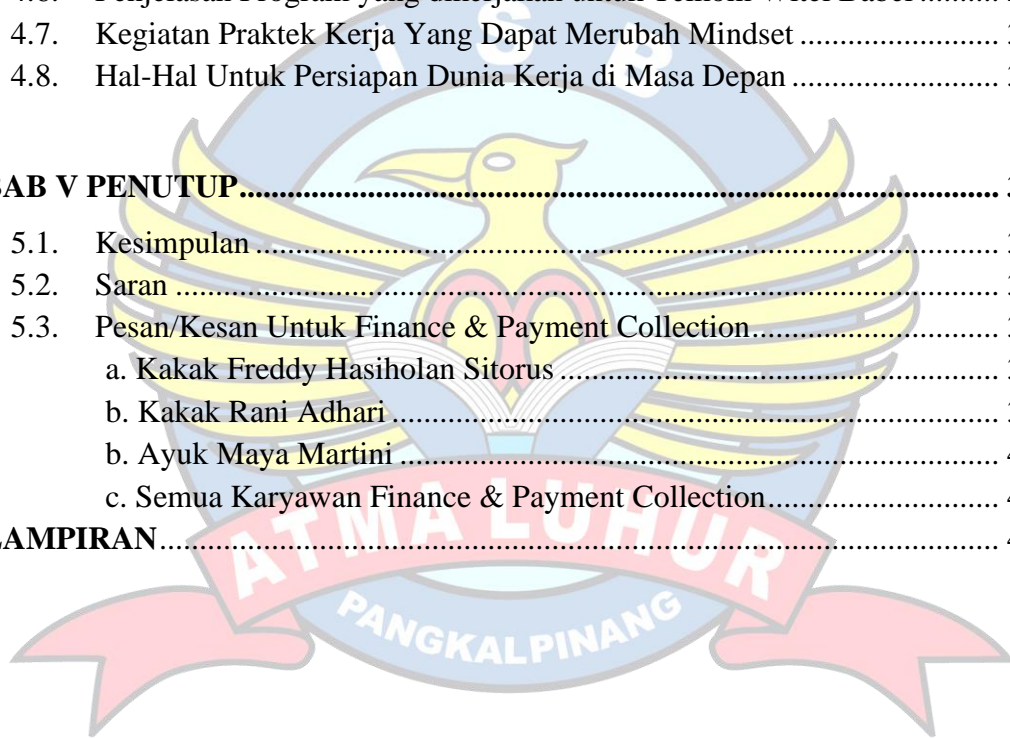 4.7. Kegiatan Praktek Kerja Yang Dapat Merubah Mindset ........................
4.8. Hal-Hal Untuk Persiapan Dunia Kerja di Masa Depan ..........................
BAB V PENUTUP................................................................................................
5.1. Kesimpulan ..............................................................................................
5.2. Saran ........................................................................................................
5.3. Pesan/Kesan Untuk Finance & Payment Collection...............................
a. Kakak Freddy Hasiholan Sitorus .......................................................
b. Kakak Rani Adhari ............................................................................
b. Ayuk Maya Martini ...........................................................................
c. Semua Karyawan Finance & Payment Collection.............................
LAMPIRAN.........................................................................................................
I S B
ATMA LUHUR
PANGKALPINANG